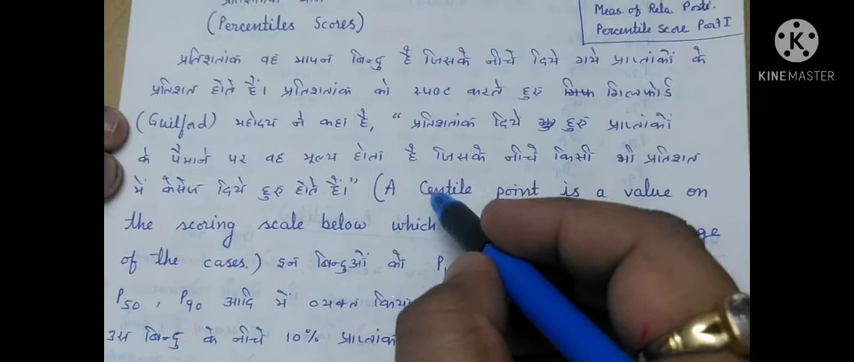 (Percentiles Scores)
Meas. of Rela Posti.
Percentile Score Part I
KINEMASTER
प्रतिशतांक वह मापन बिन्दु है जिसके नीचे दिये गये प्राप्तांकों के
प्रतिशत होते हैं। प्रतिशतांक को स्पष्ट करते हुए गिलफोर्ड
(Guilford) महोदय ने कहा है, “ प्रतिशतांक दिये हुए प्राप्तांकों
के पैमाने पर वह मूल्य होता है जिसके नीचे किसी भी प्रतिशत
में केसेज दिये हुए होते हैं।” (A Centile point is a value on
the scoring scale below which
of the cases.) इन बिन्दुओं को
P50 , P90 आदि में व्यक्त
उस बिन्दु के नीचे 10% प्राप्तांक